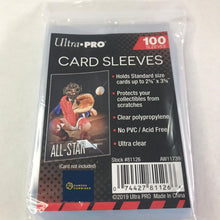 Ultra•PRO
100
SLEEVES
CARD SLEEVES
• Holds Standard size
cards up to 2⅝" x 3⅝"
• Protects your
collectibles from
scratches
• Clear polypropylene
• No PVC / Acid Free
• Ultra clear
ALL-STAR
(Card not included)
Stock #81126
AW11739
©2019 Ultra PRO Made in China
0 74427 81126